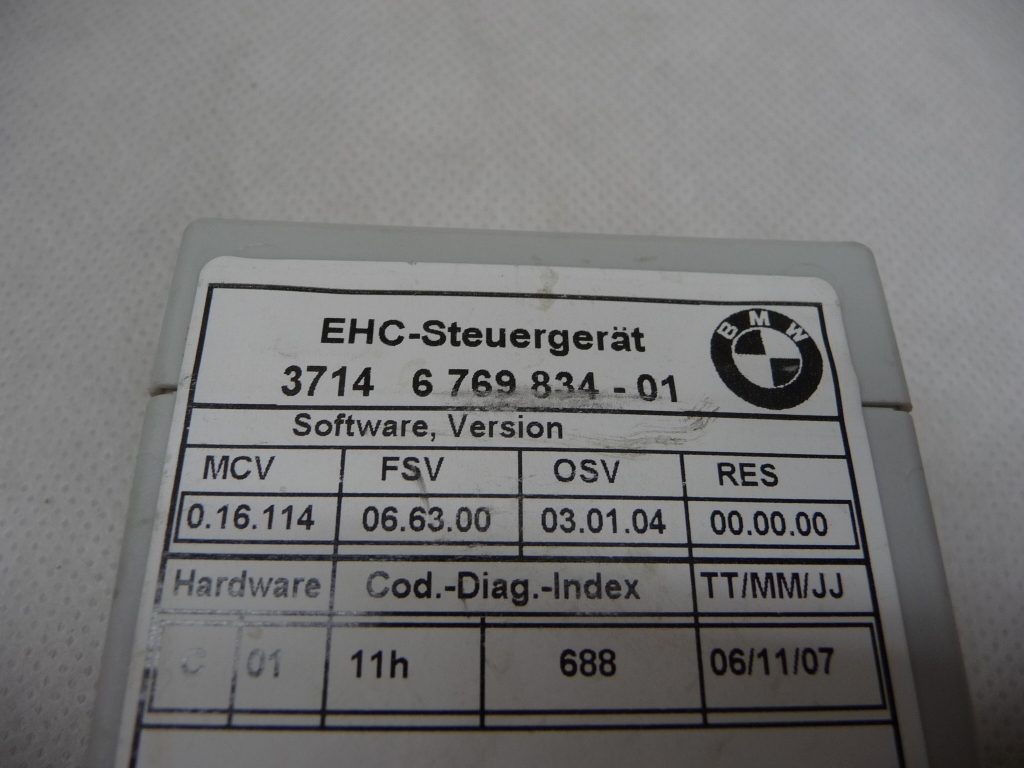 EHC-Steuergerät
3714 6 769 834 - 01
BMW
Software, Version
MCV FSV OSV RES
0.16.114 06.63.00 03.01.04 00.00.00
Hardware Cod.-Diag.-Index TT/MM/JJ
C 01 11h 688 06/11/07